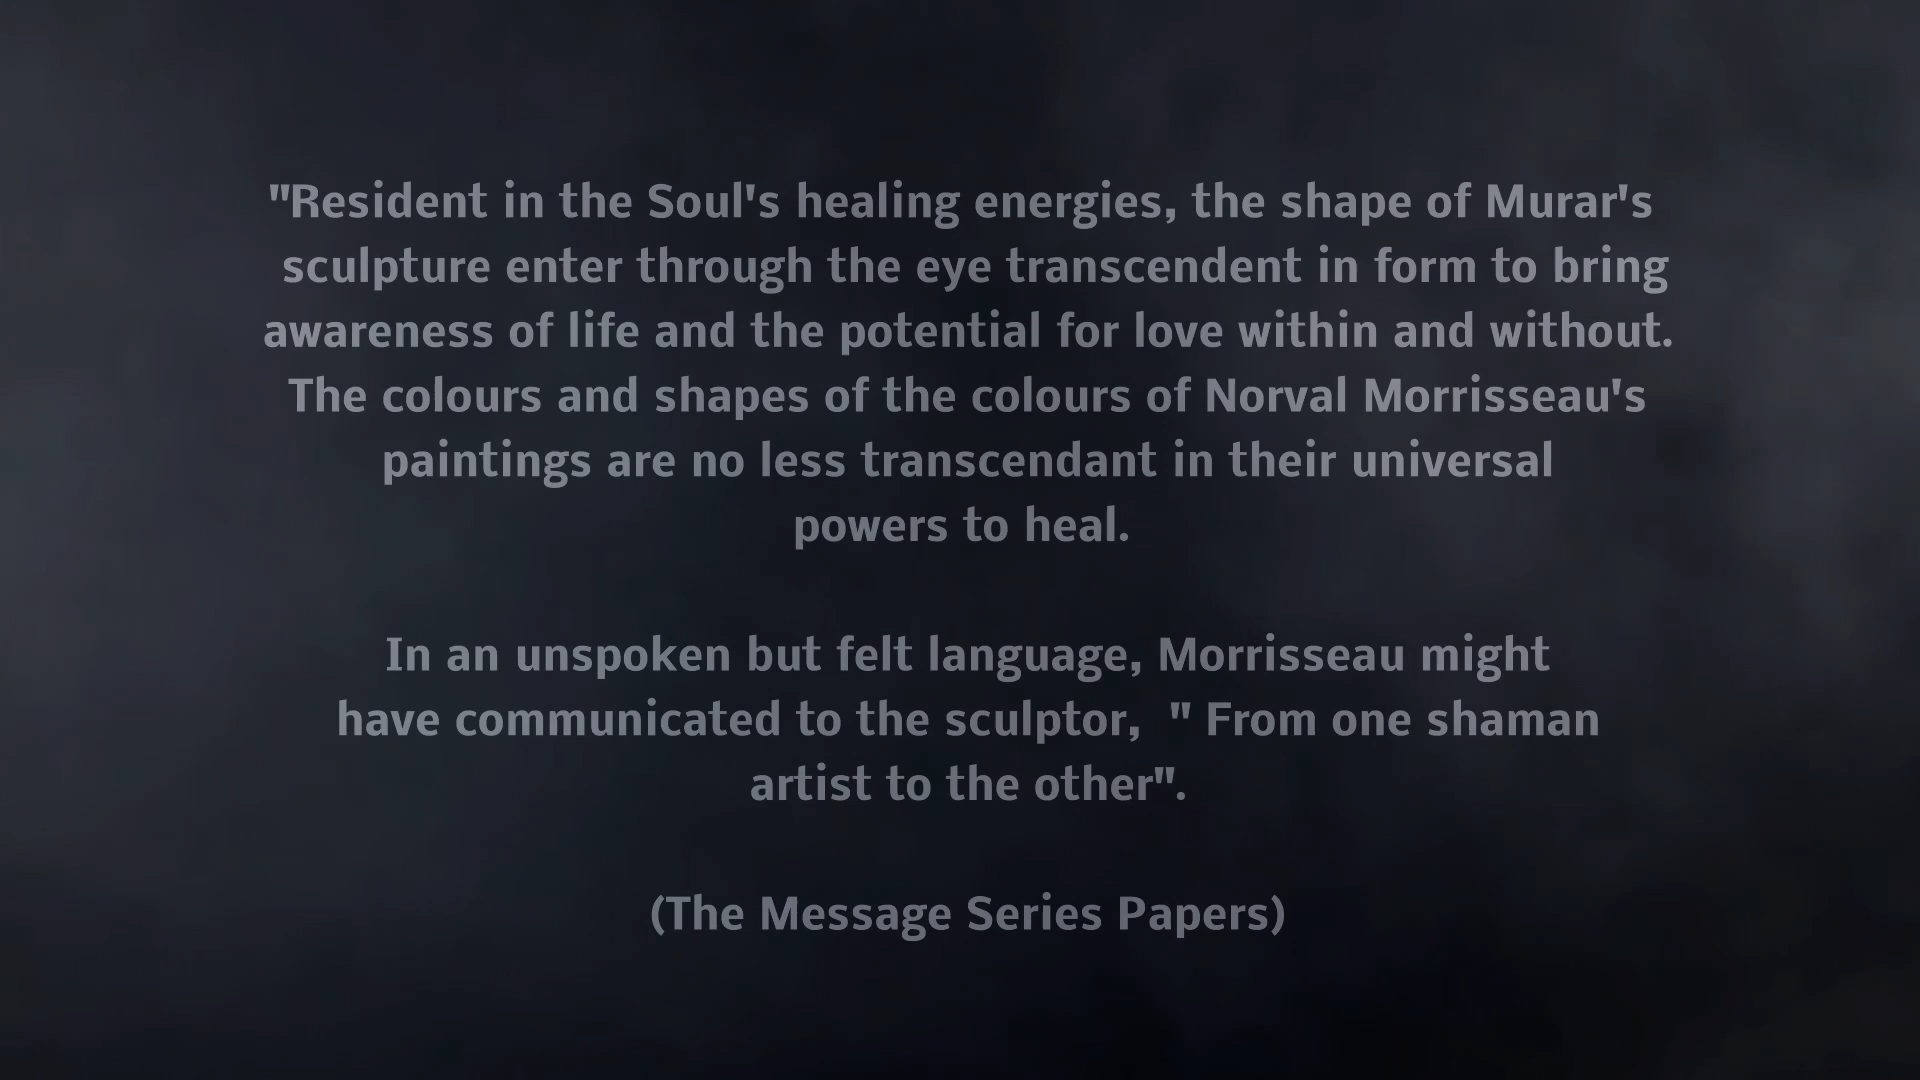 "Resident in the Soul's healing energies, the shape of Murar's
sculpture enter through the eye transcendent in form to bring
awareness of life and the potential for love within and without.
The colours and shapes of the colours of Norval Morrisseau's
paintings are no less transcendant in their universal
powers to heal.
In an unspoken but felt language, Morrisseau might
have communicated to the sculptor,  " From one shaman
artist to the other".
(The Message Series Papers)